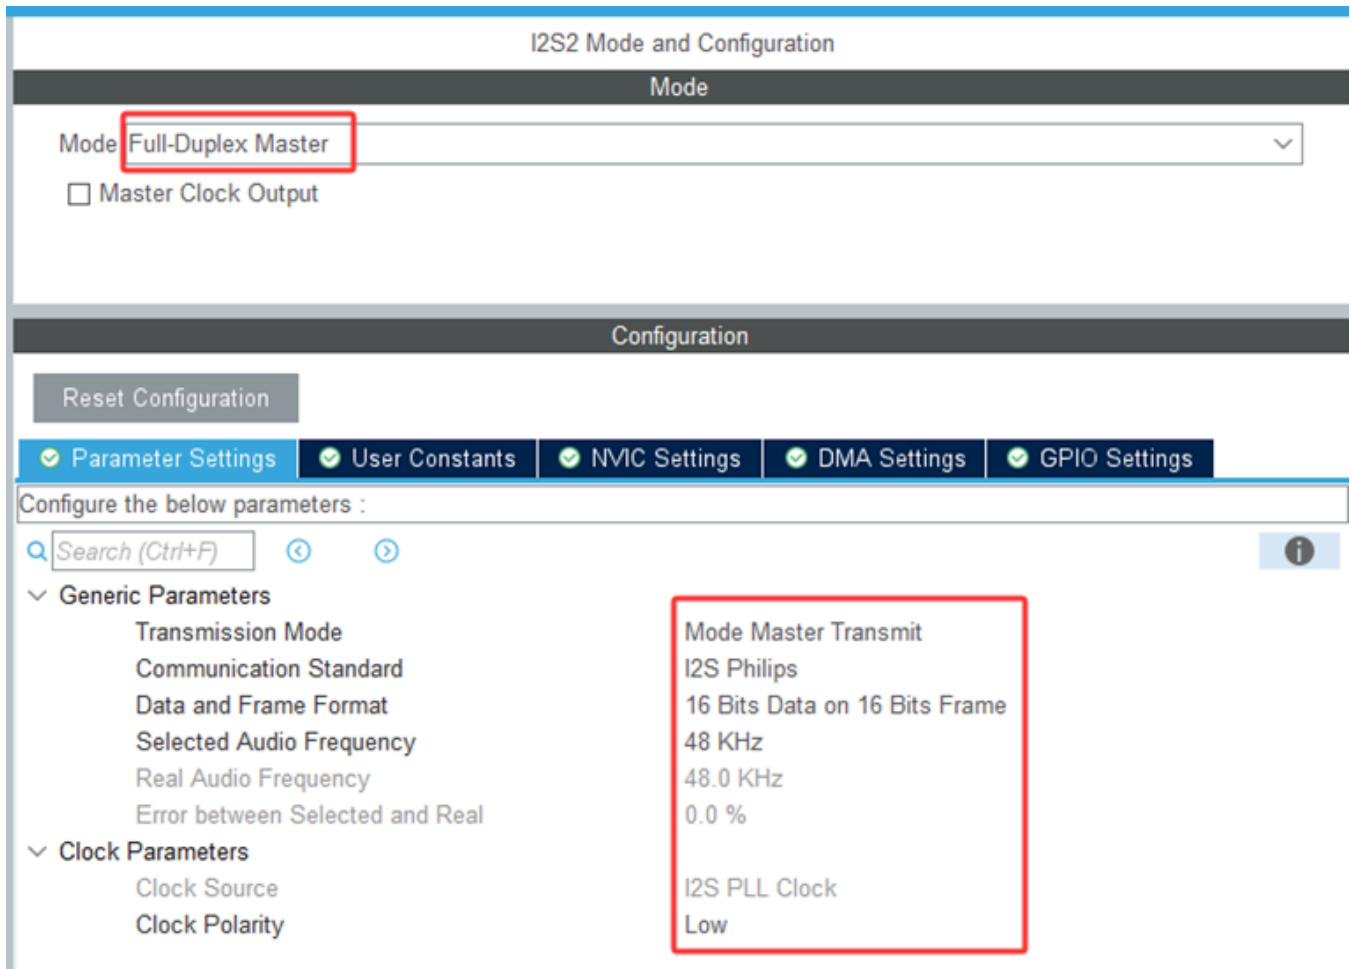 I2S2 Mode and Configuration
Mode
Mode Full-Duplex Master
Master Clock Output
Configuration
Reset Configuration
Parameter Settings User Constants NVIC Settings DMA Settings GPIO Settings
Configure the below parameters :
Search (Ctrl+F)
Generic Parameters
Transmission Mode Mode Master Transmit
Communication Standard I2S Philips
Data and Frame Format 16 Bits Data on 16 Bits Frame
Selected Audio Frequency 48 KHz
Real Audio Frequency 48.0 KHz
Error between Selected and Real 0.0 %
Clock Parameters
Clock Source I2S PLL Clock
Clock Polarity Low